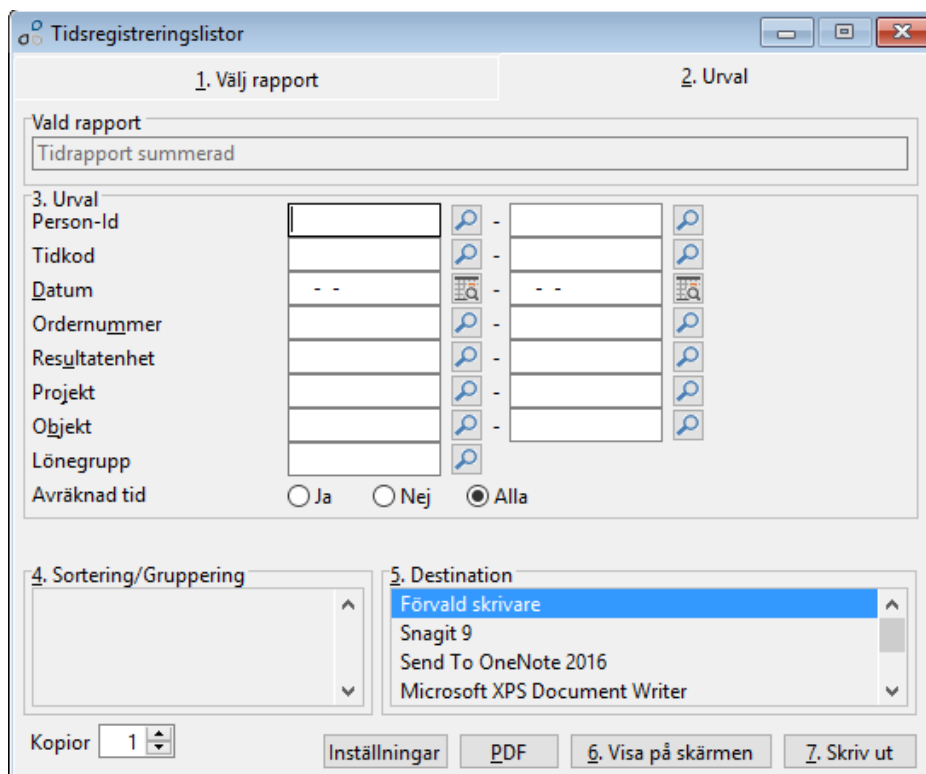 Tidsregistreringslistor
1. Välj rapport
2. Urval
Vald rapport
Tidrapport summerad
3. Urval
Person-Id -
Tidkod -
Datum - - - - -
Ordernummer -
Resultatenhet -
Projekt -
Objekt -
Lönegrupp
Avräknad tid Ja Nej Alla
4. Sortering/Gruppering
5. Destination
Förvald skrivare
Snagit 9
Send To OneNote 2016
Microsoft XPS Document Writer
Kopior 1
Inställningar PDF 6. Visa på skärmen 7. Skriv ut